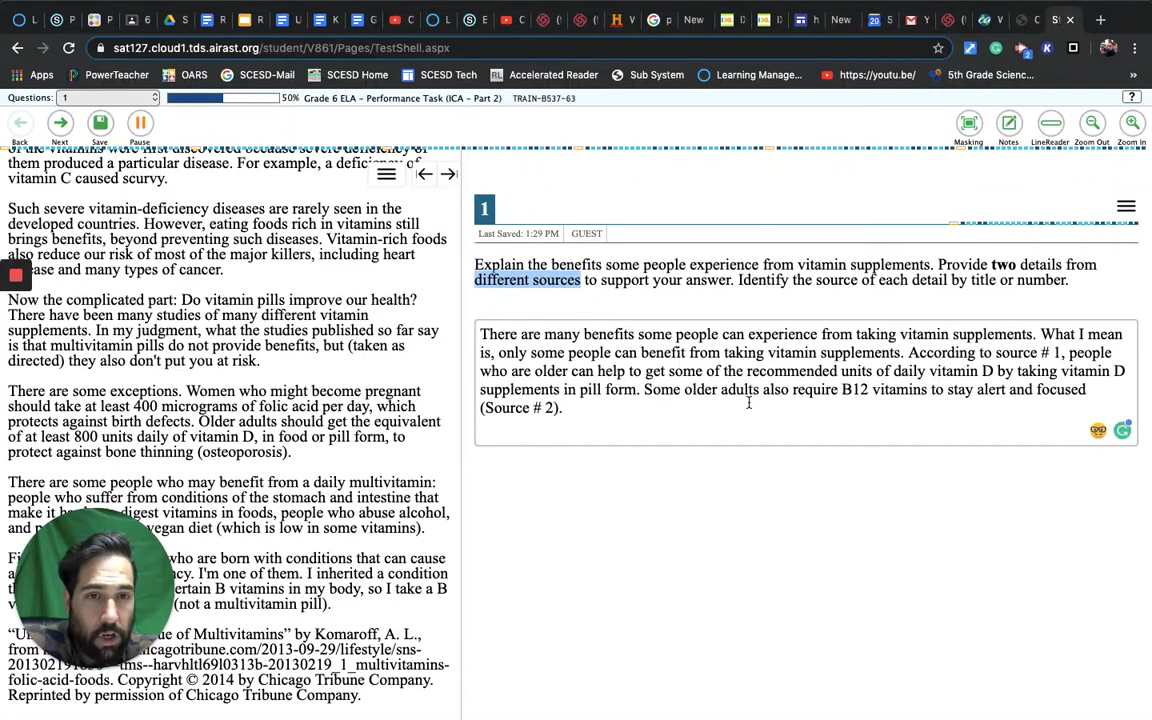 P
P
6
S
R
U
R
F
G
C
L
E
C
W
p
New
D
D
h
New
20
S
Y
C
V
C
S
sat127.cloud1.tds.airast.org/student/V861/Pages/TestShell.aspx
Apps PowerTeacher OARS SCESD-Mail SCESD Home SCESD Tech Accelerated Reader Sub System Learning Manage... https://youtu.be/ 5th Grade Scienc... »
Questions: 1 50% Grade 6 ELA - Performance Task (ICA - Part 2) TRAIN-B537-63 ?
Back Next Save Pause Masking Notes LineReader Zoom Out Zoom In
of the vitamins were first discovered because severe deficiency of
them produced a particular disease. For example, a deficiency of
vitamin C caused scurvy.
Such severe vitamin-deficiency diseases are rarely seen in the
developed countries. However, eating foods rich in vitamins still
brings benefits, beyond preventing such diseases. Vitamin-rich foods
also reduce our risk of most of the major killers, including heart
ease and many types of cancer.
Now the complicated part: Do vitamin pills improve our health?
There have been many studies of many different vitamin
supplements. In my judgment, what the studies published so far say
is that multivitamin pills do not provide benefits, but (taken as
directed) they also don't put you at risk.
There are some exceptions. Women who might become pregnant
should take at least 400 micrograms of folic acid per day, which
protects against birth defects. Older adults should get the equivalent
of at least 800 units daily of vitamin D, in food or pill form, to
protect against bone thinning (osteoporosis).
There are some people who may benefit from a daily multivitamin:
people who suffer from conditions of the stomach and intestine that
make it digest vitamins in foods, people who abuse alcohol,
and vegan diet (which is low in some vitamins).
who are born with conditions that can cause
I'm one of them. I inherited a condition
certain B vitamins in my body, so I take a B
(not a multivitamin pill).
of Multivitamins” by Komaroff, A. L.,
from
tms--harvhltl69l0313b-20130219_1_multivitamins-
folic-acid-foods. Copyright © 2014 by Chicago Tribune Company.
Reprinted by permission of Chicago Tribune Company.
1
Last Saved: 1:29 PM GUEST
Explain the benefits some people experience from vitamin supplements. Provide two details from
different sources to support your answer. Identify the source of each detail by title or number.
There are many benefits some people can experience from taking vitamin supplements. What I mean
is, only some people can benefit from taking vitamin supplements. According to source # 1, people
who are older can help to get some of the recommended units of daily vitamin D by taking vitamin D
supplements in pill form. Some older adults also require B12 vitamins to stay alert and focused
(Source # 2).